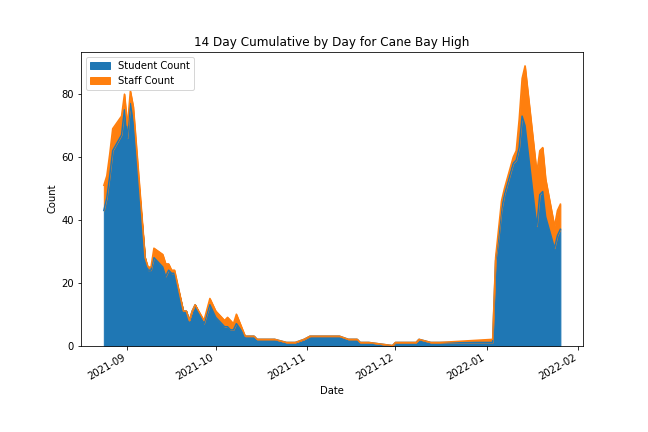 14 Day Cumulative by Day for Cane Bay High
Student Count
Staff Count
80
60
40
20
0
Count
2021-09
2021-10
2021-11
2021-12
2022-01
2022-02
Date